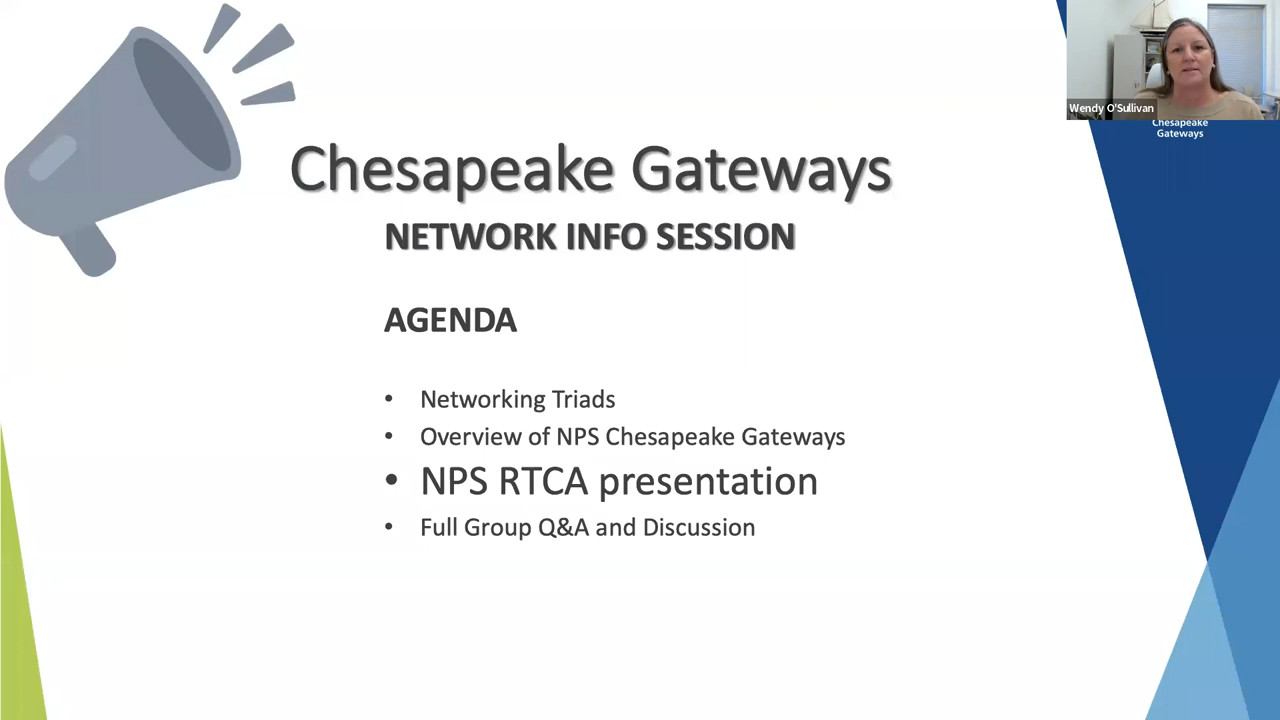 Wendy O'Sullivan
Chesapeake
Gateways
Chesapeake Gateways
NETWORK INFO SESSION
AGENDA
• Networking Triads
• Overview of NPS Chesapeake Gateways
• NPS RTCA presentation
• Full Group Q&A and Discussion